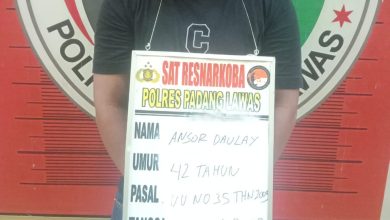 C
SAT RESNARKOBA
POLRES PADANG LAWAS
NAMA ANSOR DAULAY
UMUR 42 TAHUN
PASAL UU NO 35 THN 2009